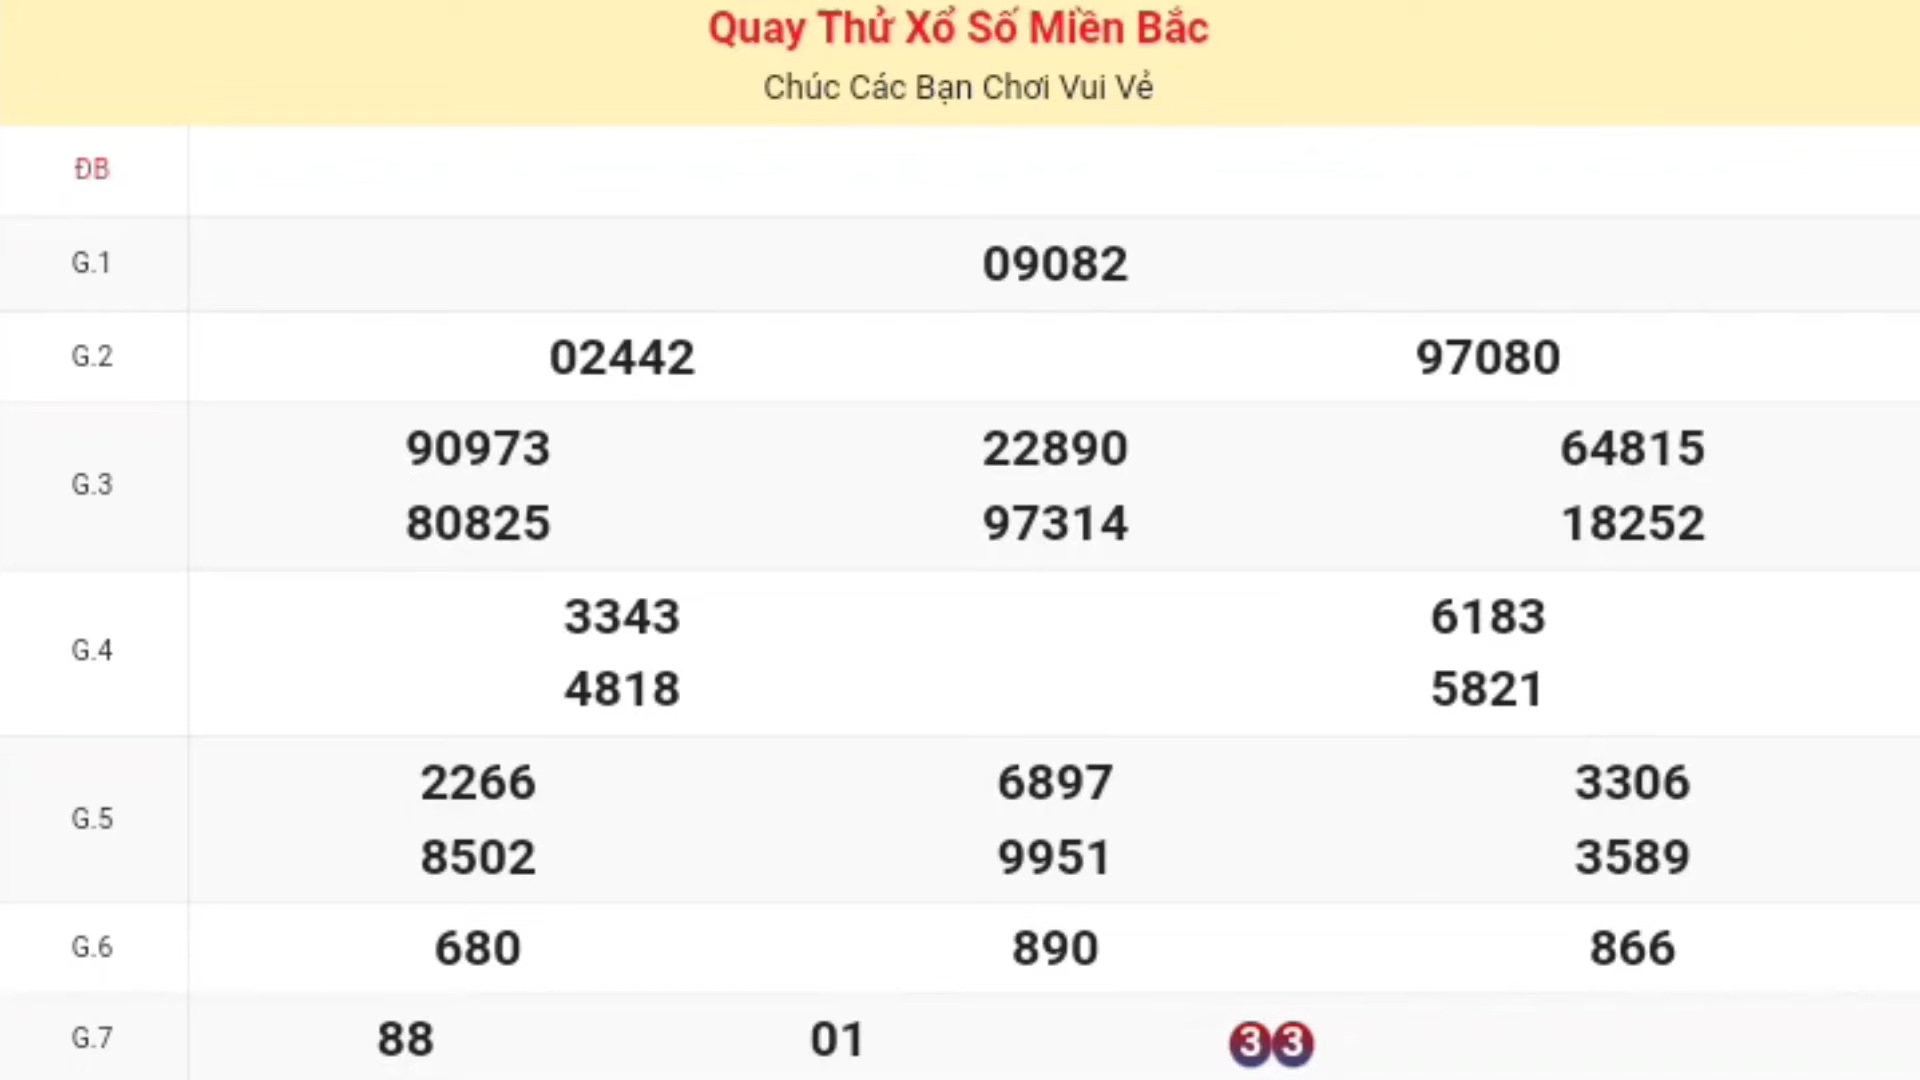 Quay Thử Xổ Số Miền Bắc
Chúc Các Bạn Chơi Vui Vẻ
ĐB
G.1 09082
G.2 02442 97080
G.3 90973 22890 64815
80825 97314 18252
G.4 3343 6183
4818 5821
G.5 2266 6897 3306
8502 9951 3589
G.6 680 890 866
G.7 88 01 33